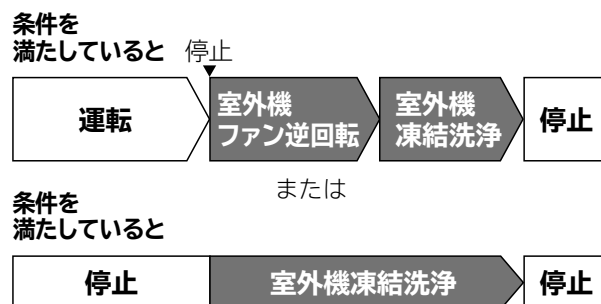 条件を
満たしていると 停止
運転
室外機
ファン逆回転
室外機
凍結洗浄
停止
または
条件を
満たしていると
停止
室外機凍結洗浄
停止